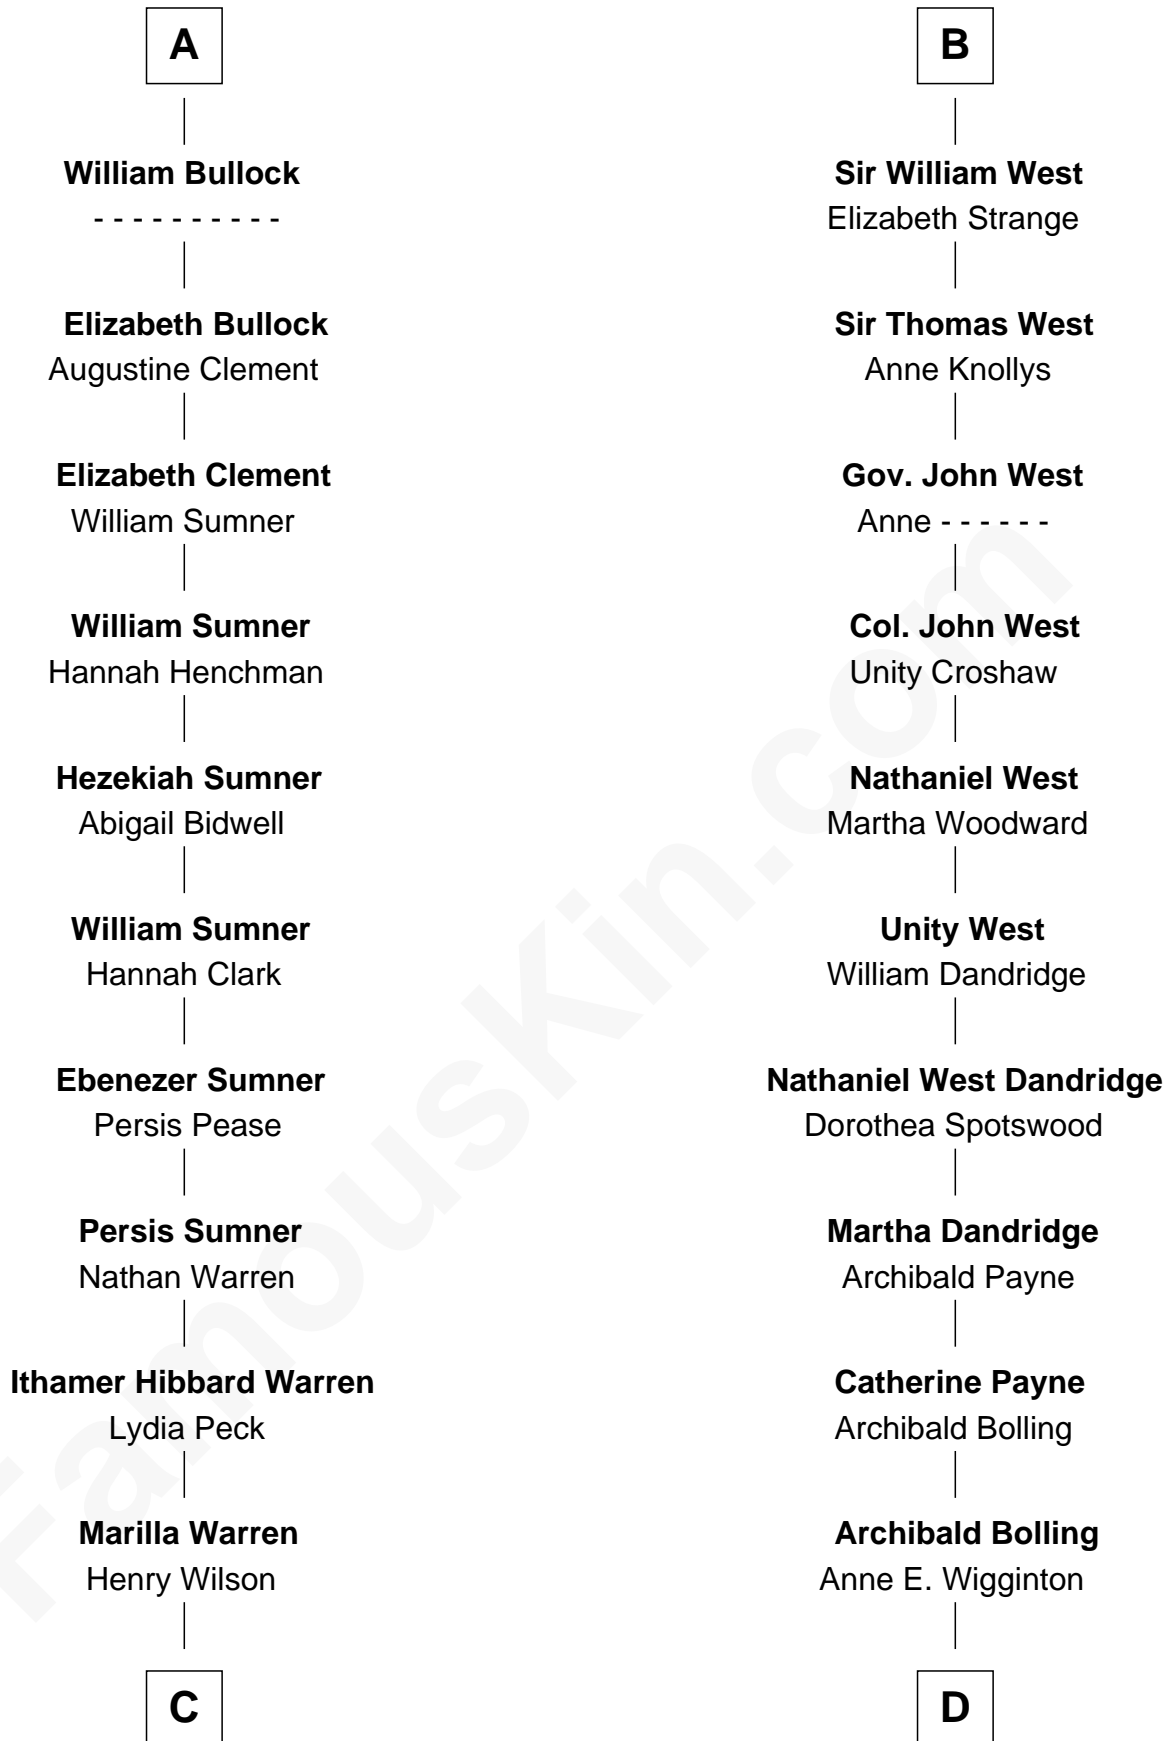 A
William Bullock
- - - - - - - - - -
Elizabeth Bullock
Augustine Clement
Elizabeth Clement
William Sumner
William Sumner
Hannah Henchman
Hezekiah Sumner
Abigail Bidwell
William Sumner
Hannah Clark
Ebenezer Sumner
Persis Pease
Persis Sumner
Nathan Warren
Ithamer Hibbard Warren
Lydia Peck
Marilla Warren
Henry Wilson
C
B
Sir William West
Elizabeth Strange
Sir Thomas West
Anne Knollys
Gov. John West
Anne - - - - - -
Col. John West
Unity Croshaw
Nathaniel West
Martha Woodward
Unity West
William Dandridge
Nathaniel West Dandridge
Dorothea Spotswood
Martha Dandridge
Archibald Payne
Catherine Payne
Archibald Bolling
Archibald Bolling
Anne E. Wigginton
D
FamousKin.com